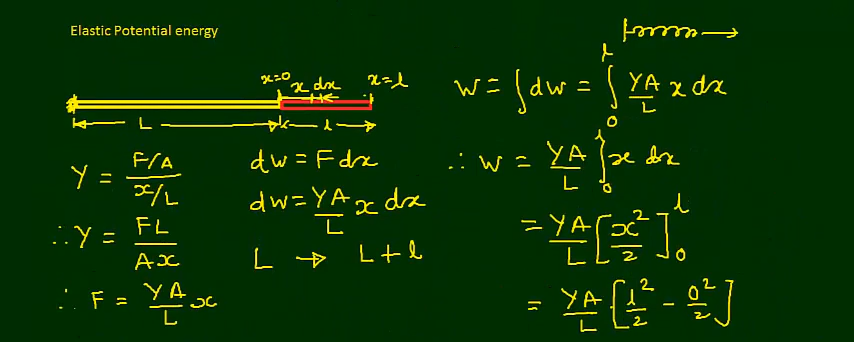 Elastic Potential energy
x=0 x dx x=l
L l
Y = F/A / x/L
∴ Y = FL / Ax
∴ F = YA/L x
dw = F dx
dw = YA/L x dx
L → L + l
W = ∫dw = ∫₀ˡ YA/L x dx
∴ W = YA/L ∫₀ˡ x dx
= YA/L [x²/2]₀ˡ
= YA/L [l²/2 - 0²/2]